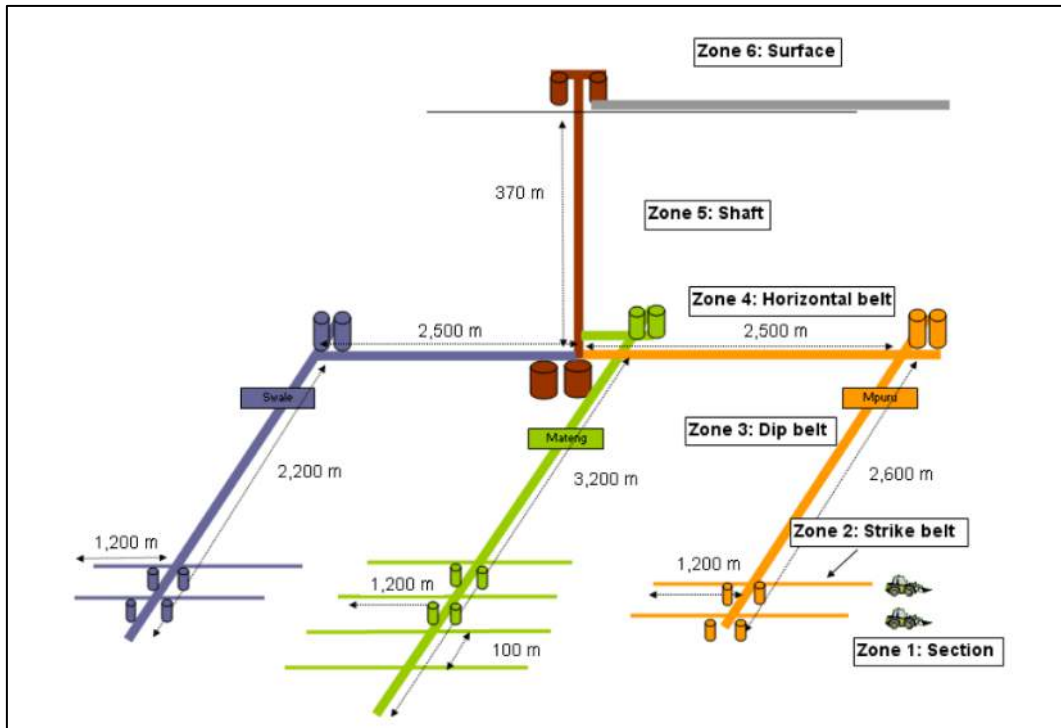 Zone 6: Surface
370 m
Zone 5: Shaft
Zone 4: Horizontal belt
2,500 m
2,500 m
Swale
Mpuru
Mateng
Zone 3: Dip belt
2,200 m
3,200 m
2,600 m
Zone 2: Strike belt
1,200 m
1,200 m
1,200 m
100 m
Zone 1: Section